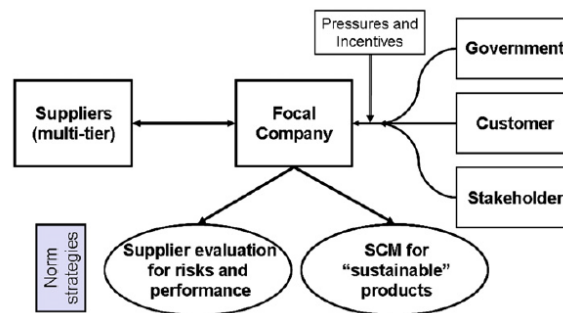 Pressures and
Incentives
Government
Suppliers
(multi-tier)
Focal
Company
Customer
Stakeholder
Norm
strategies
Supplier evaluation
for risks and
performance
SCM for
“sustainable”
products